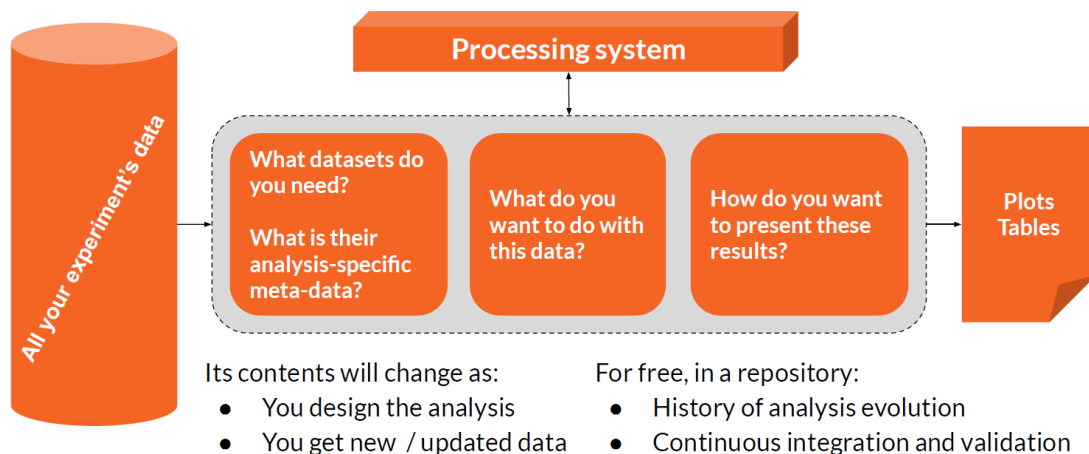 Processing system
All your experiment's data
What datasets do
you need?
What is their
analysis-specific
meta-data?
What do you
want to do with
this data?
How do you want
to present these
results?
Plots
Tables
Its contents will change as:
● You design the analysis
● You get new / updated data
For free, in a repository:
● History of analysis evolution
● Continuous integration and validation